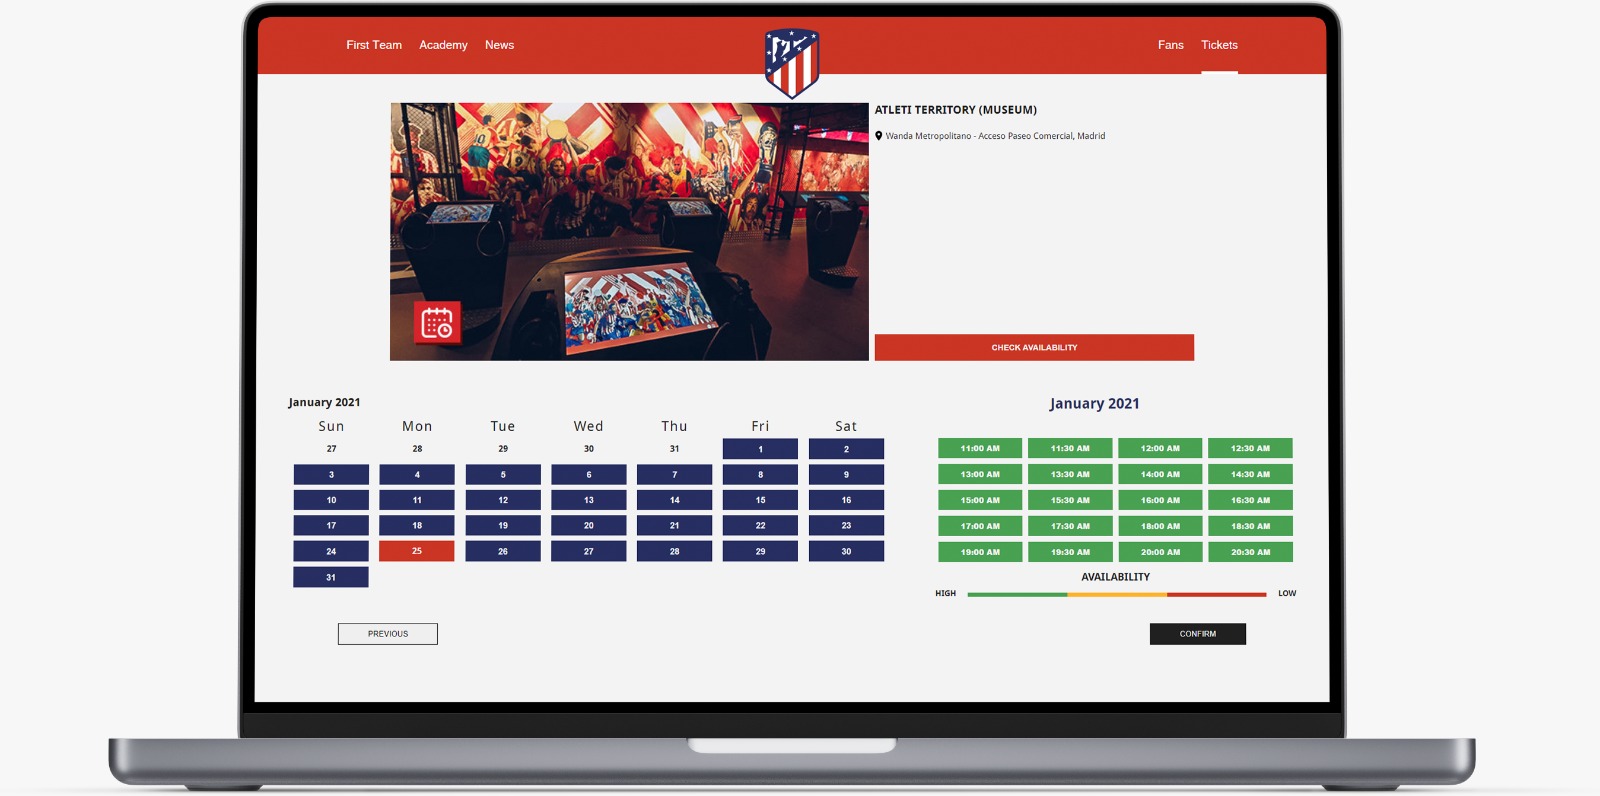 First Team Academy News Fans Tickets
ATLETI TERRITORY (MUSEUM)
Wanda Metropolitano - Acceso Paseo Comercial, Madrid
CHECK AVAILABILITY
January 2021
Sun Mon Tue Wed Thu Fri Sat
27 28 29 30 31 1 2
3 4 5 6 7 8 9
10 11 12 13 14 15 16
17 18 19 20 21 22 23
24 25 26 27 28 29 30
31
January 2021
11:00 AM 11:30 AM 12:00 AM 12:30 AM
13:00 AM 13:30 AM 14:00 AM 14:30 AM
15:00 AM 15:30 AM 16:00 AM 16:30 AM
17:00 AM 17:30 AM 18:00 AM 18:30 AM
19:00 AM 19:30 AM 20:00 AM 20:30 AM
AVAILABILITY
HIGH LOW
PREVIOUS
CONFIRM